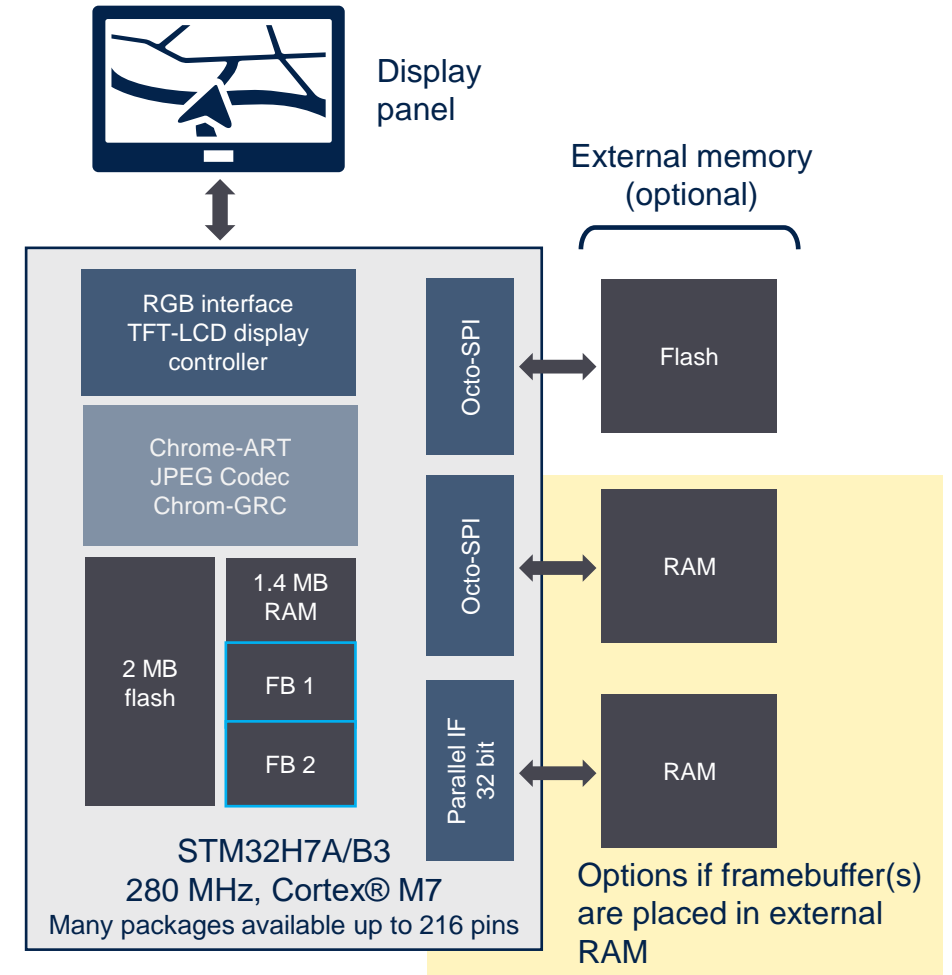 Display
panel
External memory
(optional)
RGB interface
TFT-LCD display
controller
Octo-SPI
Flash
Chrome-ART
JPEG Codec
Chrom-GRC
Octo-SPI
RAM
1.4 MB
RAM
2 MB
flash
FB 1
FB 2
Parallel IF
32 bit
RAM
STM32H7A/B3
280 MHz, Cortex® M7
Many packages available up to 216 pins
Options if framebuffer(s)
are placed in external
RAM